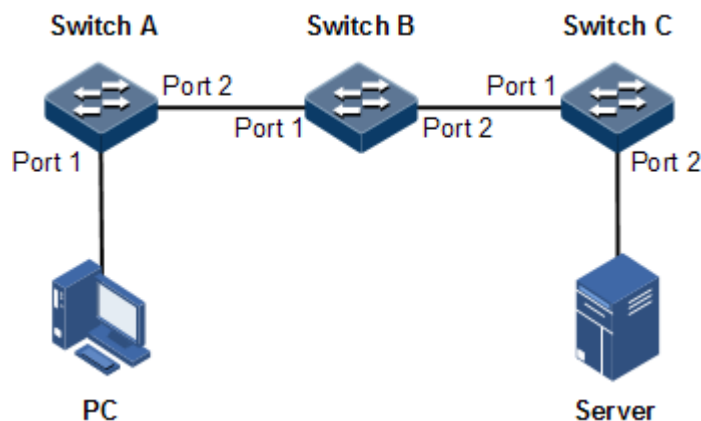 Switch A
Switch B
Switch C
Port 2
Port 1
Port 1
Port 2
Port 1
Port 2
PC
Server